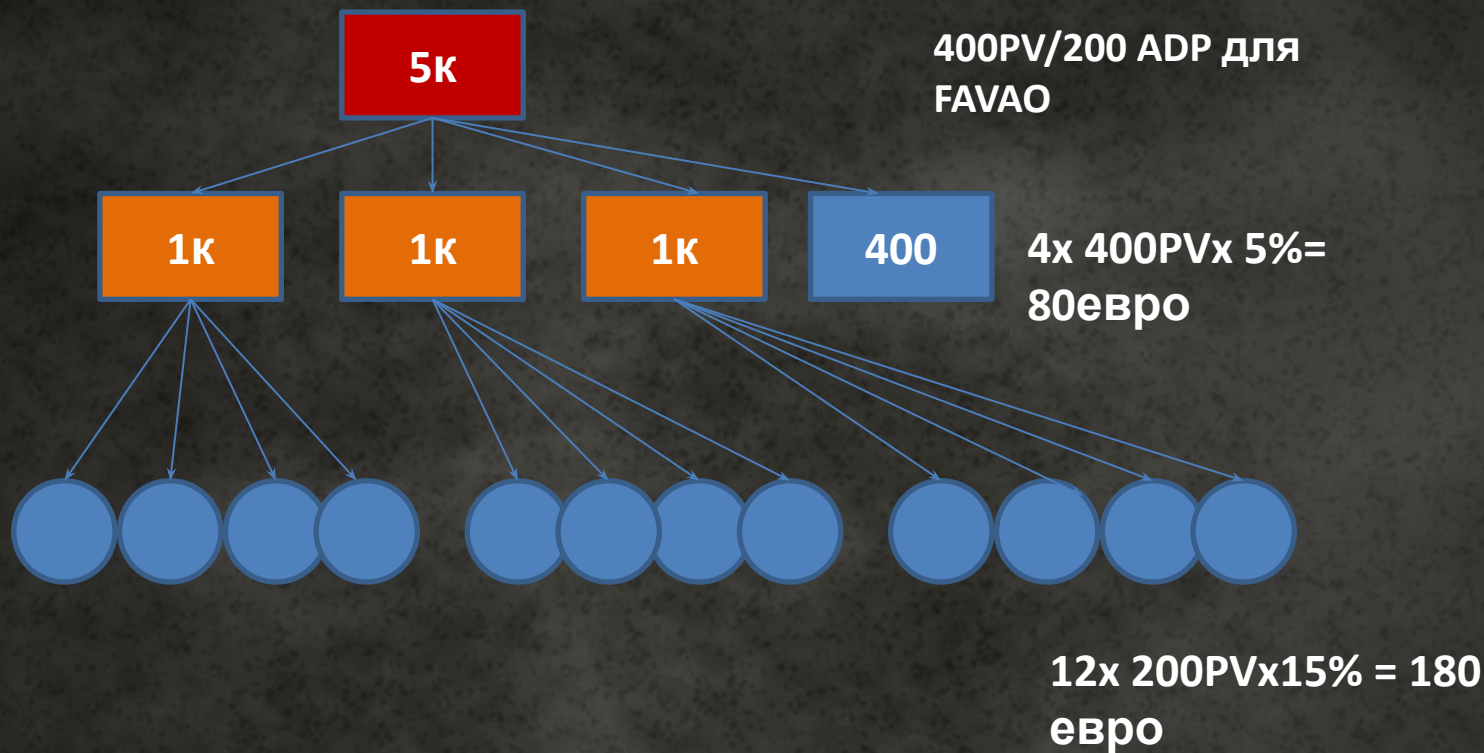 5к
400PV/200 ADP для
FAVAO
1к
1к
1к
400
4х 400PVх 5%=
80евро
12х 200PVх15% = 180
евро